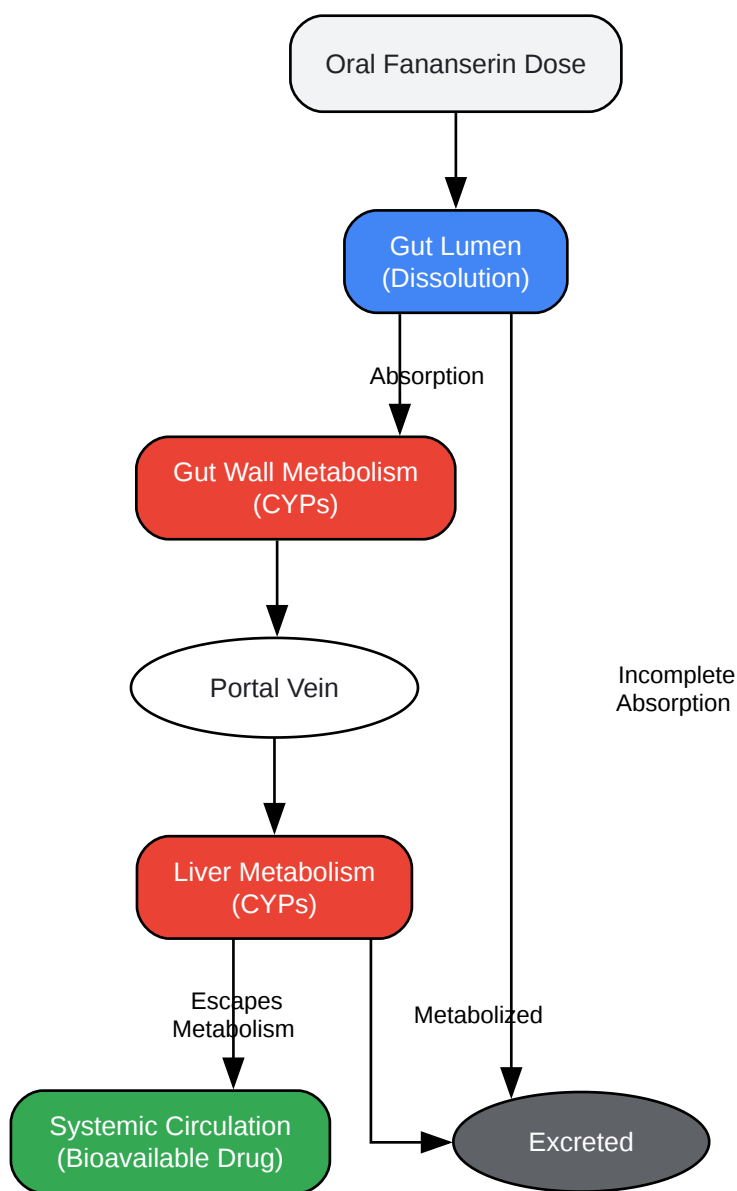 Oral Fananserin Dose
Gut Lumen
(Dissolution)
Absorption
Gut Wall Metabolism
(CYPs)
Portal Vein
Incomplete
Absorption
Liver Metabolism
(CYPs)
Escapes
Metabolism
Metabolized
Systemic Circulation
(Bioavailable Drug)
Excreted